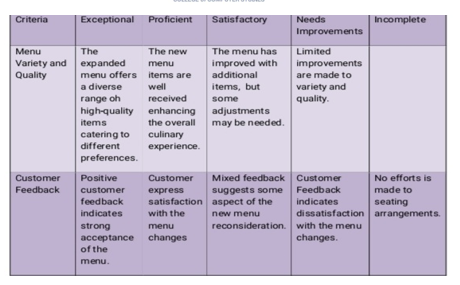 COLLEGE OF COMPUTER STUDIES
Criteria Exceptional Proficient Satisfactory Needs Improvements Incomplete
Menu
Variety and
Quality
The
expanded
menu offers
a diverse
range oh
high-quality
items
catering to
different
preferences.
The new
menu
items are
well
received
enhancing
the overall
culinary
experience.
The menu has
improved with
additional
items, but
some
adjustments
may be needed.
Limited
improvements
are made to
variety and
quality.
Customer
Feedback
Positive
customer
feedback
indicates
strong
acceptance
of the
menu.
Customer
express
satisfaction
with the
menu
changes
Mixed feedback
suggests some
aspect of the
new menu
reconsideration.
Customer
Feedback
indicates
dissatisfaction
with the menu
changes.
No efforts is
made to
seating
arrangements.